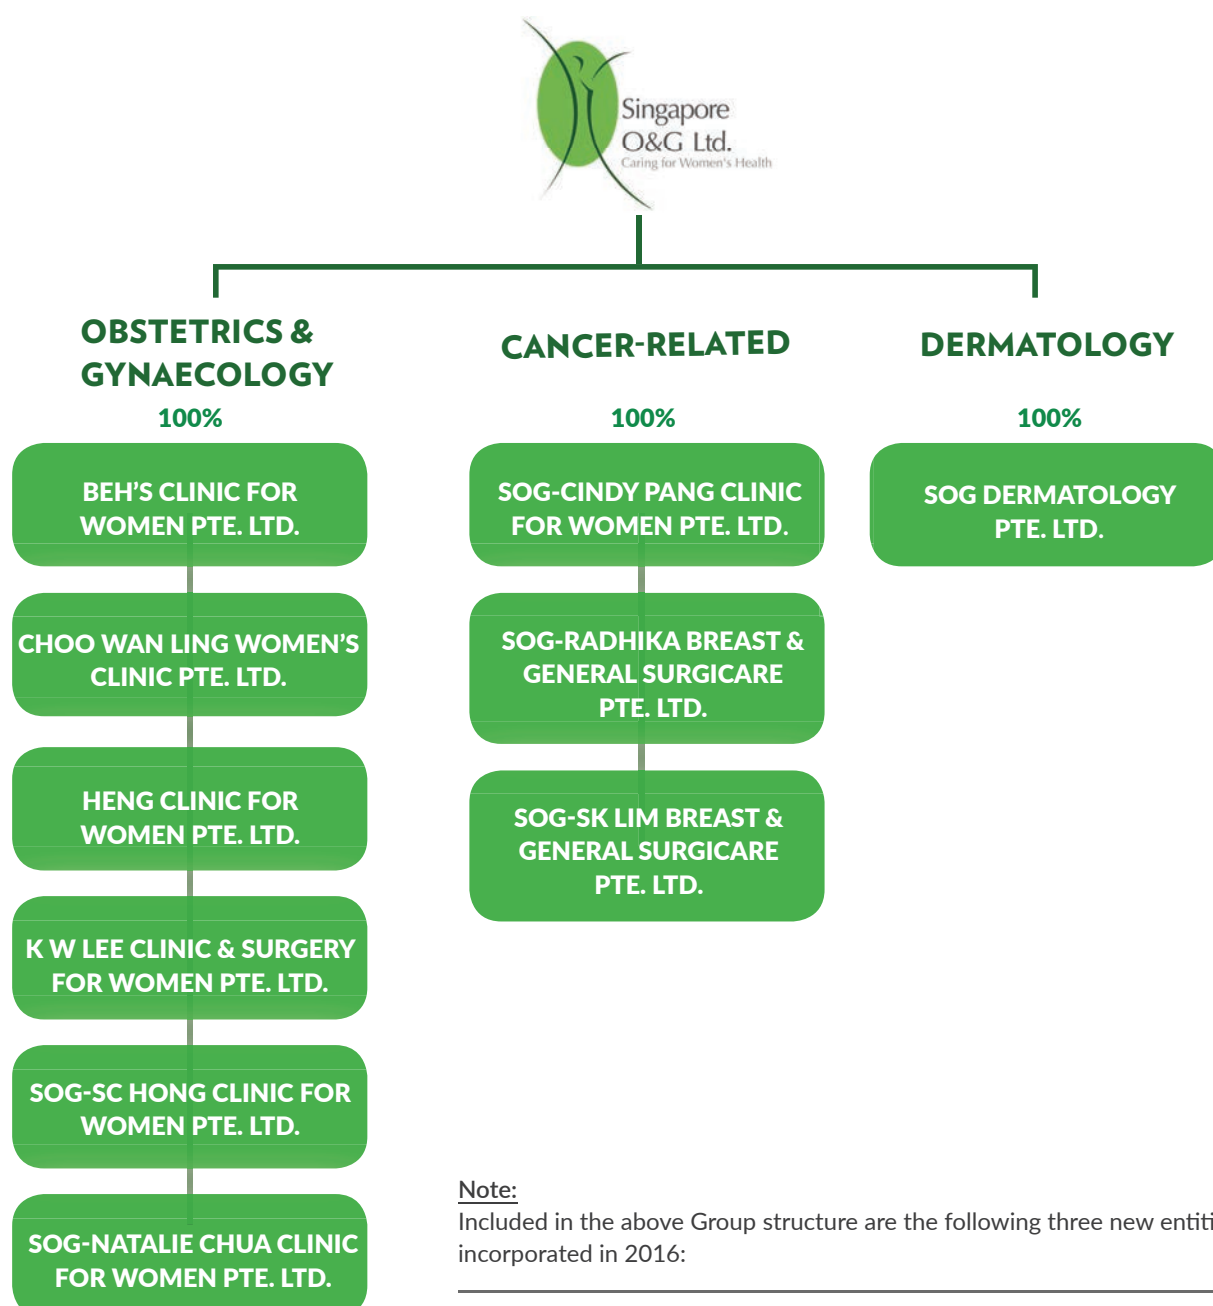 Singapore
O&G Ltd.
Caring for Women's Health
OBSTETRICS &
GYNAECOLOGY
100%
BEH’S CLINIC FOR
WOMEN PTE. LTD.
CHOO WAN LING WOMEN’S
CLINIC PTE. LTD.
HENG CLINIC FOR
WOMEN PTE. LTD.
K W LEE CLINIC & SURGERY
FOR WOMEN PTE. LTD.
SOG-SC HONG CLINIC FOR
WOMEN PTE. LTD.
SOG-NATALIE CHUA CLINIC
FOR WOMEN PTE. LTD.
CANCER-RELATED
100%
SOG-CINDY PANG CLINIC
FOR WOMEN PTE. LTD.
SOG-RADHIKA BREAST &
GENERAL SURGICARE
PTE. LTD.
SOG-SK LIM BREAST &
GENERAL SURGICARE
PTE. LTD.
DERMATOLOGY
100%
SOG DERMATOLOGY
PTE. LTD.
Note:
Included in the above Group structure are the following three new
incorporated in 2016: